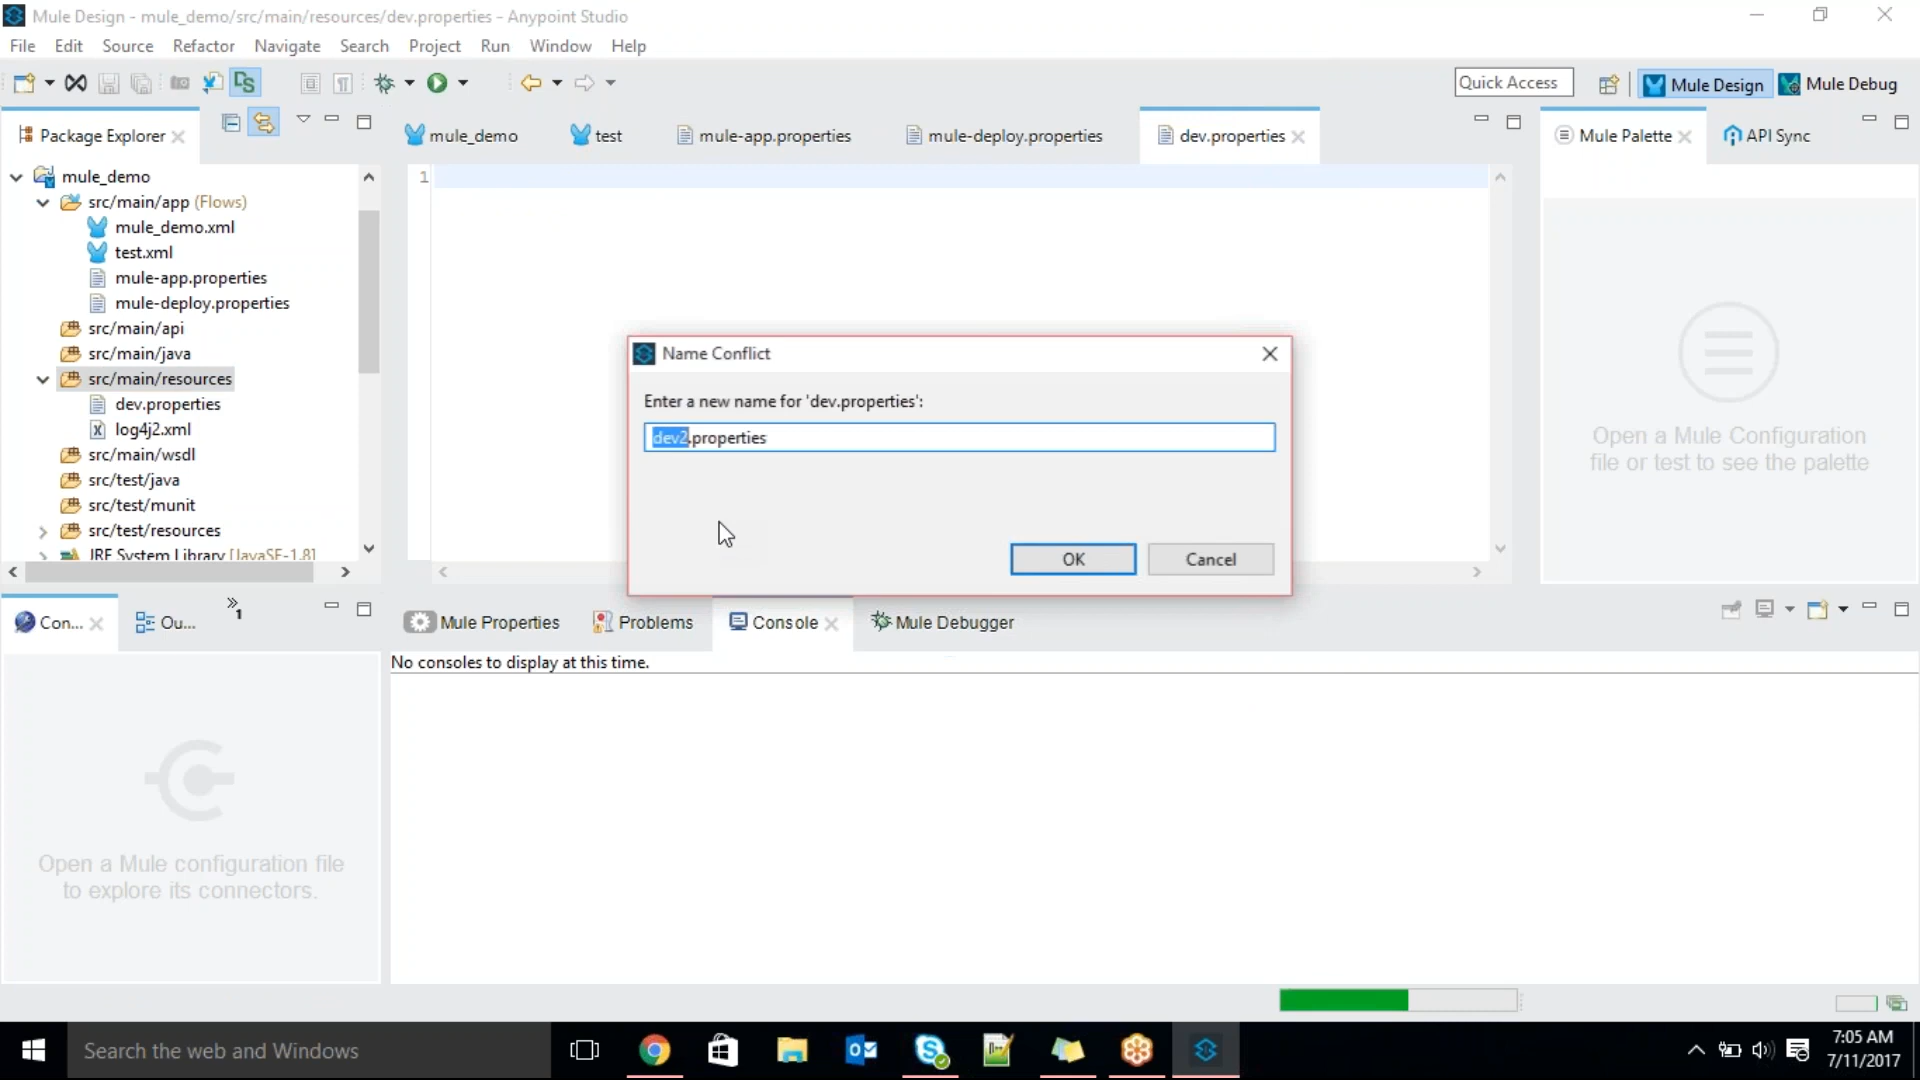 Mule Design - mule_demo/src/main/resources/dev.properties - Anypoint Studio
File Edit Source Refactor Navigate Search Project Run Window Help
Quick Access
Mule Design
Mule Debug
Package Explorer
mule_demo
test
mule-app.properties
mule-deploy.properties
dev.properties
Mule Palette
API Sync
mule_demo
src/main/app (Flows)
mule_demo.xml
test.xml
mule-app.properties
mule-deploy.properties
src/main/api
src/main/java
src/main/resources
dev.properties
log4j2.xml
src/main/wsdl
src/test/java
src/test/munit
src/test/resources
JRE System Library [JavaSE-1.8]
1
Name Conflict
Enter a new name for 'dev.properties':
dev2.properties
OK
Cancel
Open a Mule Configuration
file or test to see the palette
Con...
Ou...
1
Mule Properties
Problems
Console
Mule Debugger
No consoles to display at this time.
Open a Mule configuration file
to explore its connectors.
Search the web and Windows
7:05 AM
7/11/2017